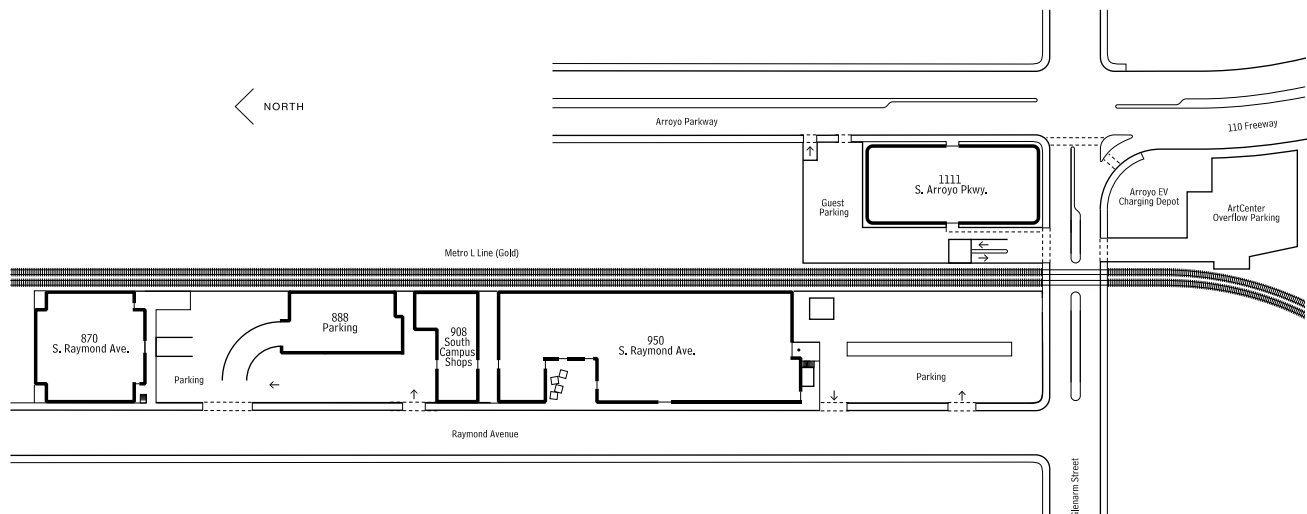 NORTH
Arroyo Parkway
110 Freeway
1111
S. Arroyo Pkwy.
Guest
Parking
Arroyo EV
Charging Depot
ArtCenter
Overflow Parking
Metro L Line (Gold)
870
S. Raymond Ave.
888
Parking
908
South
Campus
Shops
950
S. Raymond Ave.
Parking
Parking
Raymond Avenue
Glenarm Street